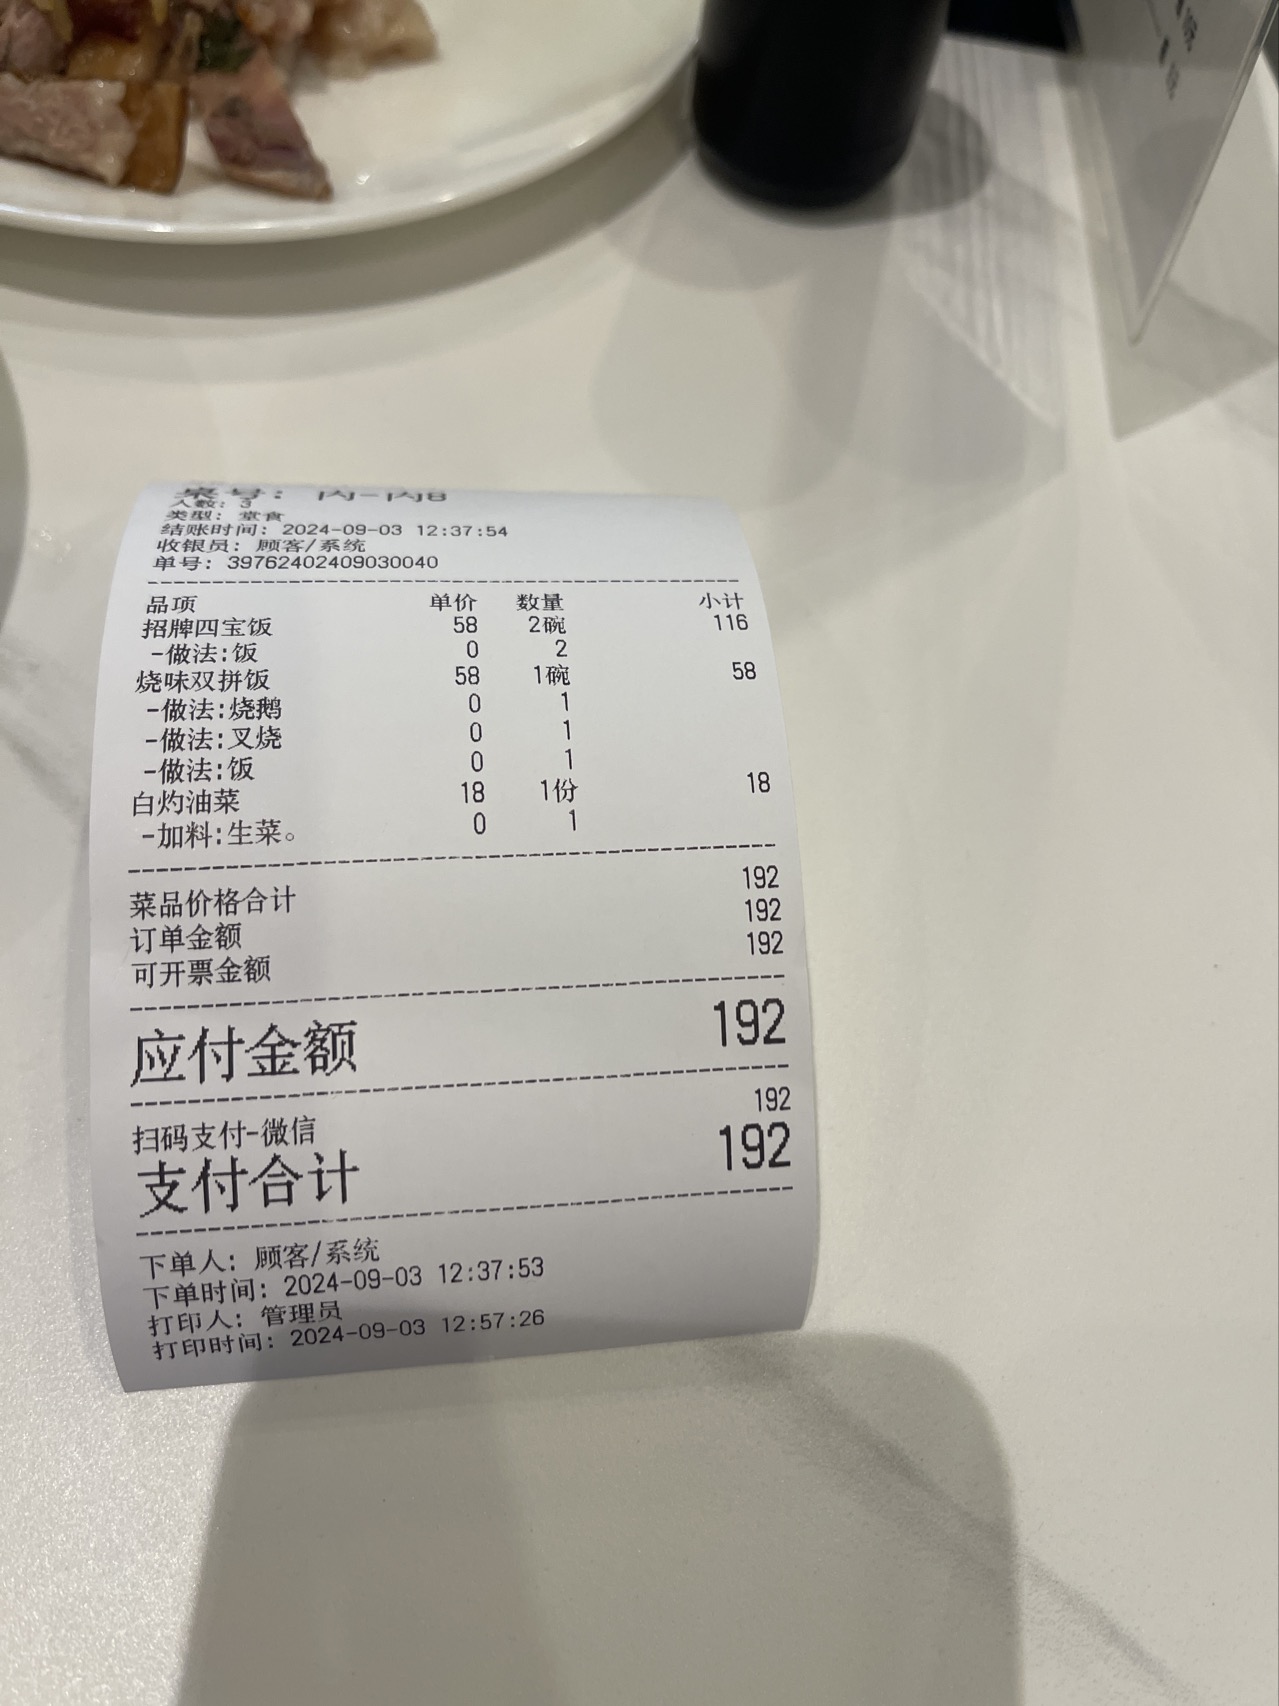 桌号: 内-内8
人数: 3
类型: 堂食
结账时间: 2024-09-03 12:37:54
收银员: 顾客/系统
单号: 39762402409030040
品项 单价 数量 小计
招牌四宝饭 58 2碗 116
-做法:饭 0 2
烧味双拼饭 58 1碗 58
-做法:烧鹅 0 1
-做法:叉烧 0 1
-做法:饭 0 1
白灼油菜 18 1份 18
-加料:生菜。 0 1
菜品价格合计 192
订单金额 192
可开票金额 192
应付金额 192
扫码支付-微信 192
支付合计 192
下单人: 顾客/系统
下单时间: 2024-09-03 12:37:53
打印人: 管理员
打印时间: 2024-09-03 12:57:26